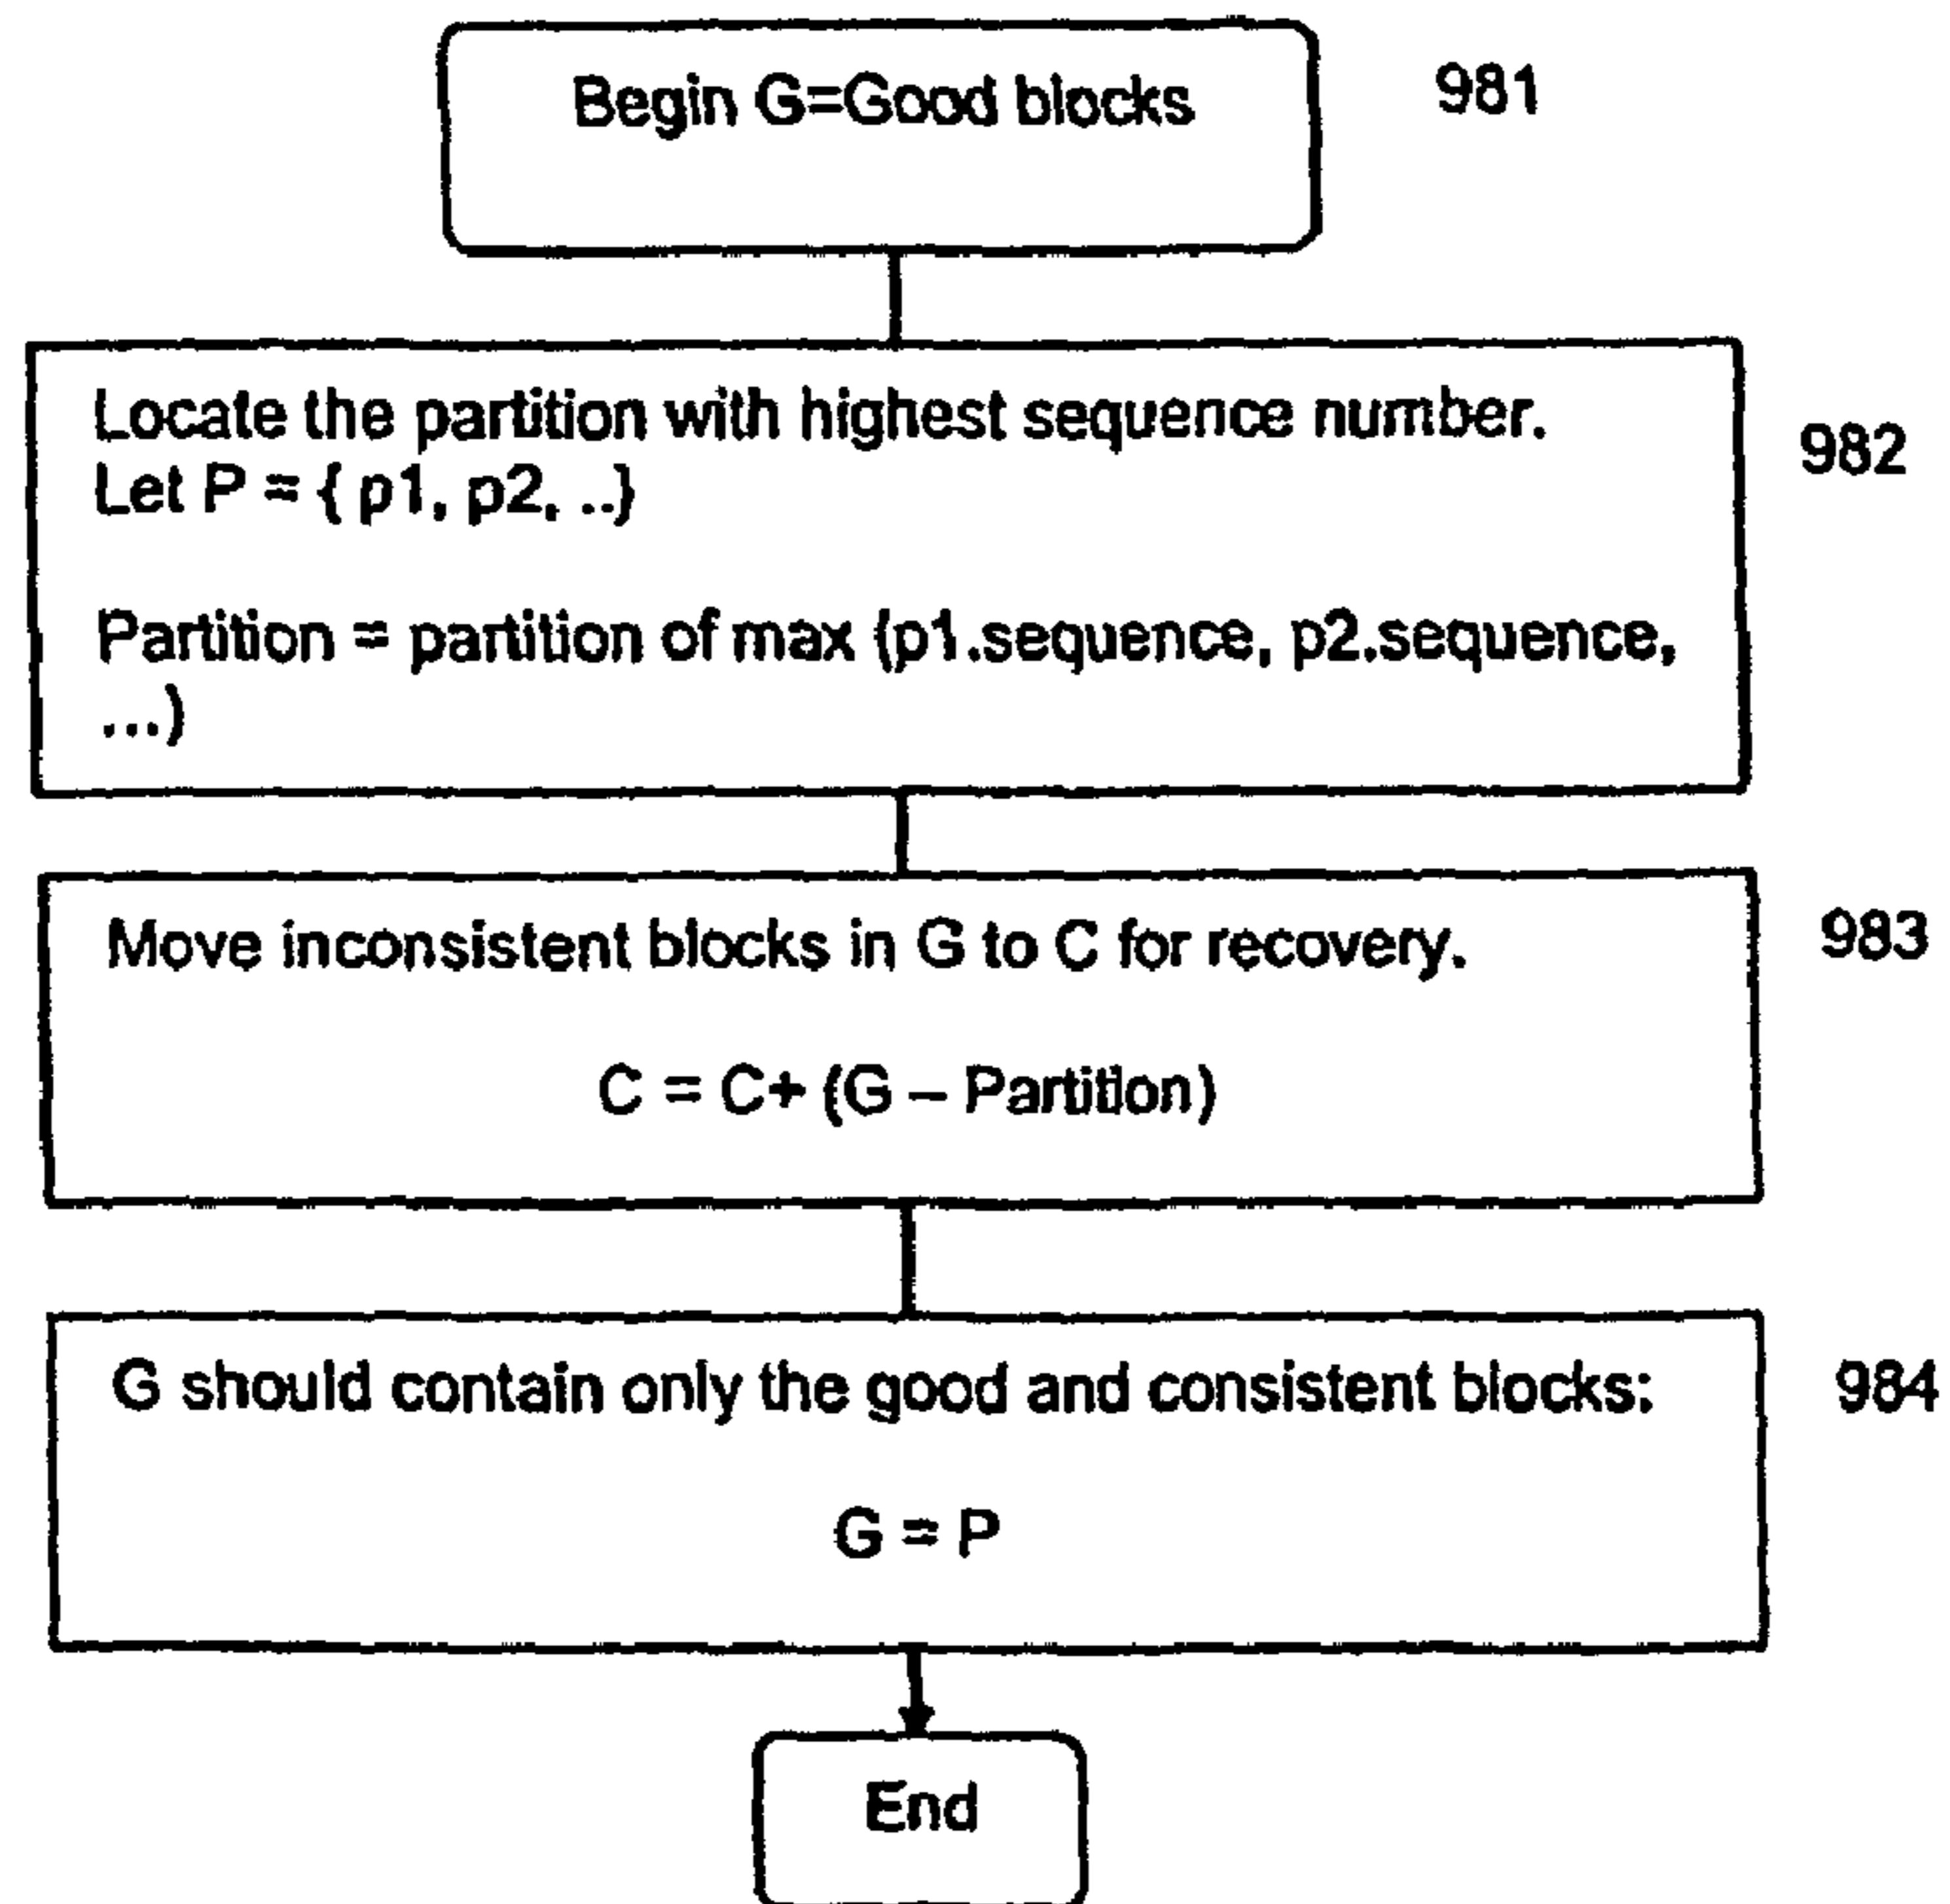 Begin G=Good blocks
981
Locate the partition with highest sequence number.
982
Let P = { p1, p2, ..}
Partition = partition of max (p1.sequence, p2.sequence,
...)
Move inconsistent blocks in G to C for recovery.
983
C = C+ (G – Partition)
G should contain only the good and consistent blocks:
984
G = P
End